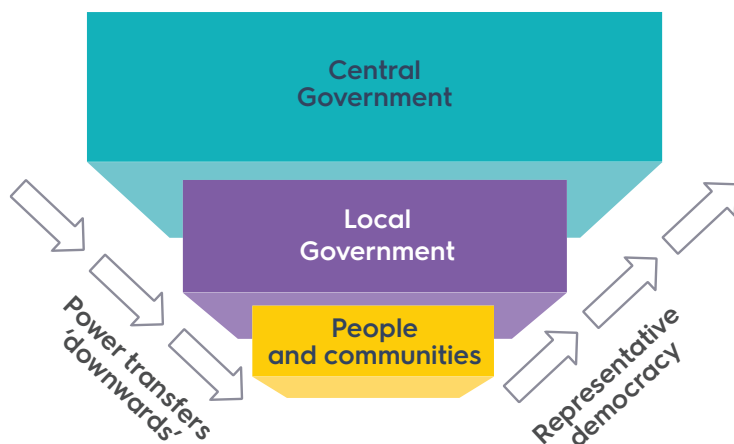 Central
Government
Local
Government
People
and communities
Power transfers
‘downwards’
Representative
democracy